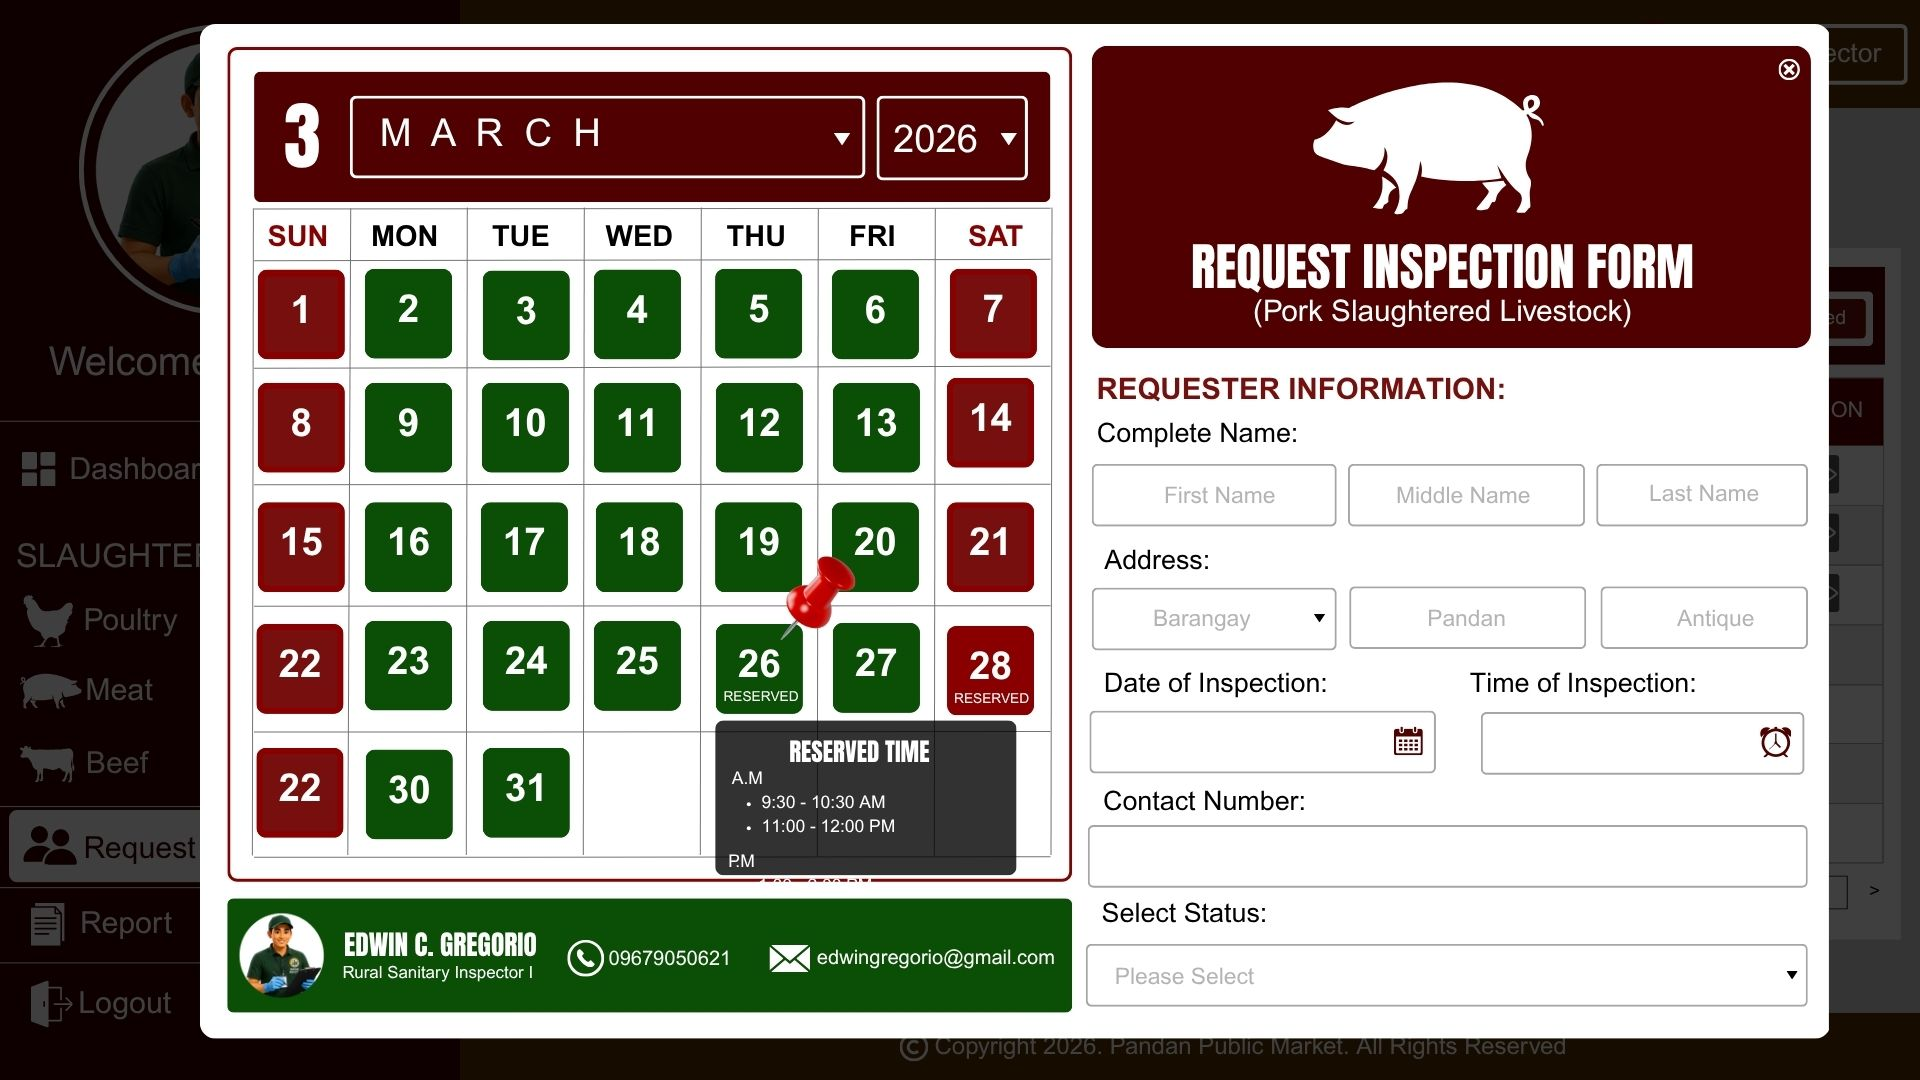 ector
3 MARCH 2026
SUN MON TUE WED THU FRI SAT
1 2 3 4 5 6 7
8 9 10 11 12 13 14
15 16 17 18 19 20 21
22 23 24 25 26 27 28
RESERVED RESERVED
22 30 31
RESERVED TIME
A.M
• 9:30 - 10:30 AM
• 11:00 - 12:00 PM
P.M
EDWIN C. GREGORIO
Rural Sanitary Inspector I
09679050621
edwingregorio@gmail.com
REQUEST INSPECTION FORM
(Pork Slaughtered Livestock)
REQUESTER INFORMATION:
Complete Name:
First Name Middle Name Last Name
Address:
Barangay Pandan Antique
Date of Inspection: Time of Inspection:
Contact Number:
Select Status:
Please Select
Welcome
Dashboar
SLAUGHTER
Poultry
Meat
Beef
Request
Report
Logout
ed
ON
>
© Copyright 2026. Pandan Public Market. All Rights Reserved